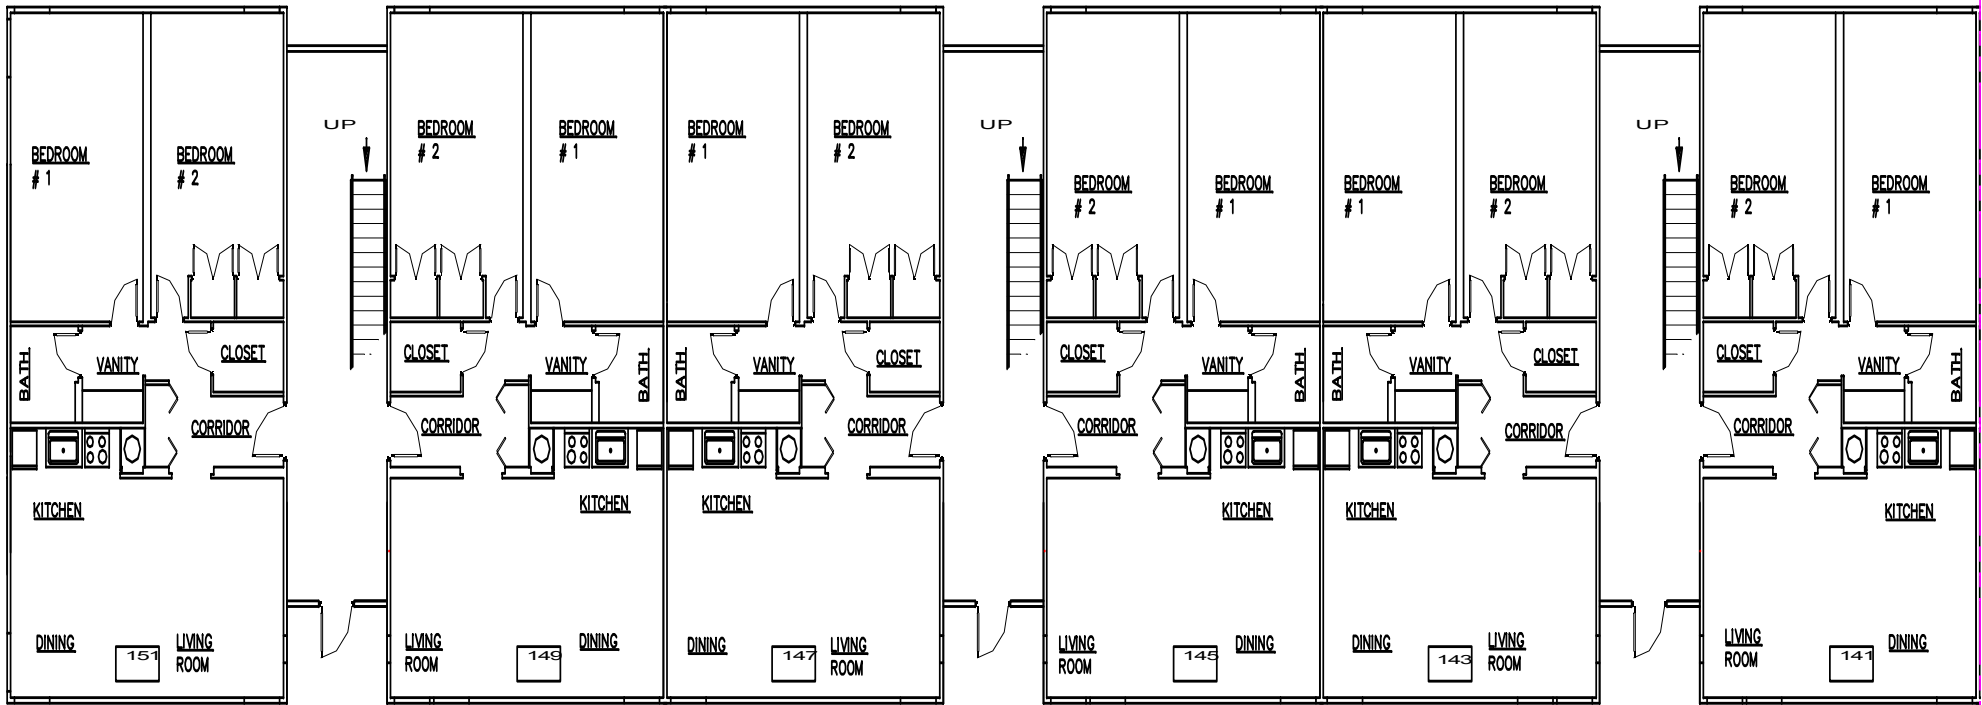 UP
UP
UP
BEDROOM
# 1
BEDROOM
# 2
BEDROOM
# 2
BEDROOM
# 1
BEDROOM
# 1
BEDROOM
# 2
BEDROOM
# 2
BEDROOM
# 1
BEDROOM
# 1
BEDROOM
# 2
BEDROOM
# 2
BEDROOM
# 1
BATH
VANITY
CLOSET
CLOSET
VANITY
BATH
BATH
VANITY
CLOSET
CLOSET
VANITY
BATH
BATH
VANITY
CLOSET
CLOSET
VANITY
BATH
CORRIDOR
CORRIDOR
CORRIDOR
CORRIDOR
CORRIDOR
CORRIDOR
KITCHEN
KITCHEN
KITCHEN
KITCHEN
KITCHEN
KITCHEN
DINING
151
LIVING
ROOM
LIVING
ROOM
149
DINING
DINING
147
LIVING
ROOM
LIVING
ROOM
145
DINING
DINING
143
LIVING
ROOM
LIVING
ROOM
141
DINING